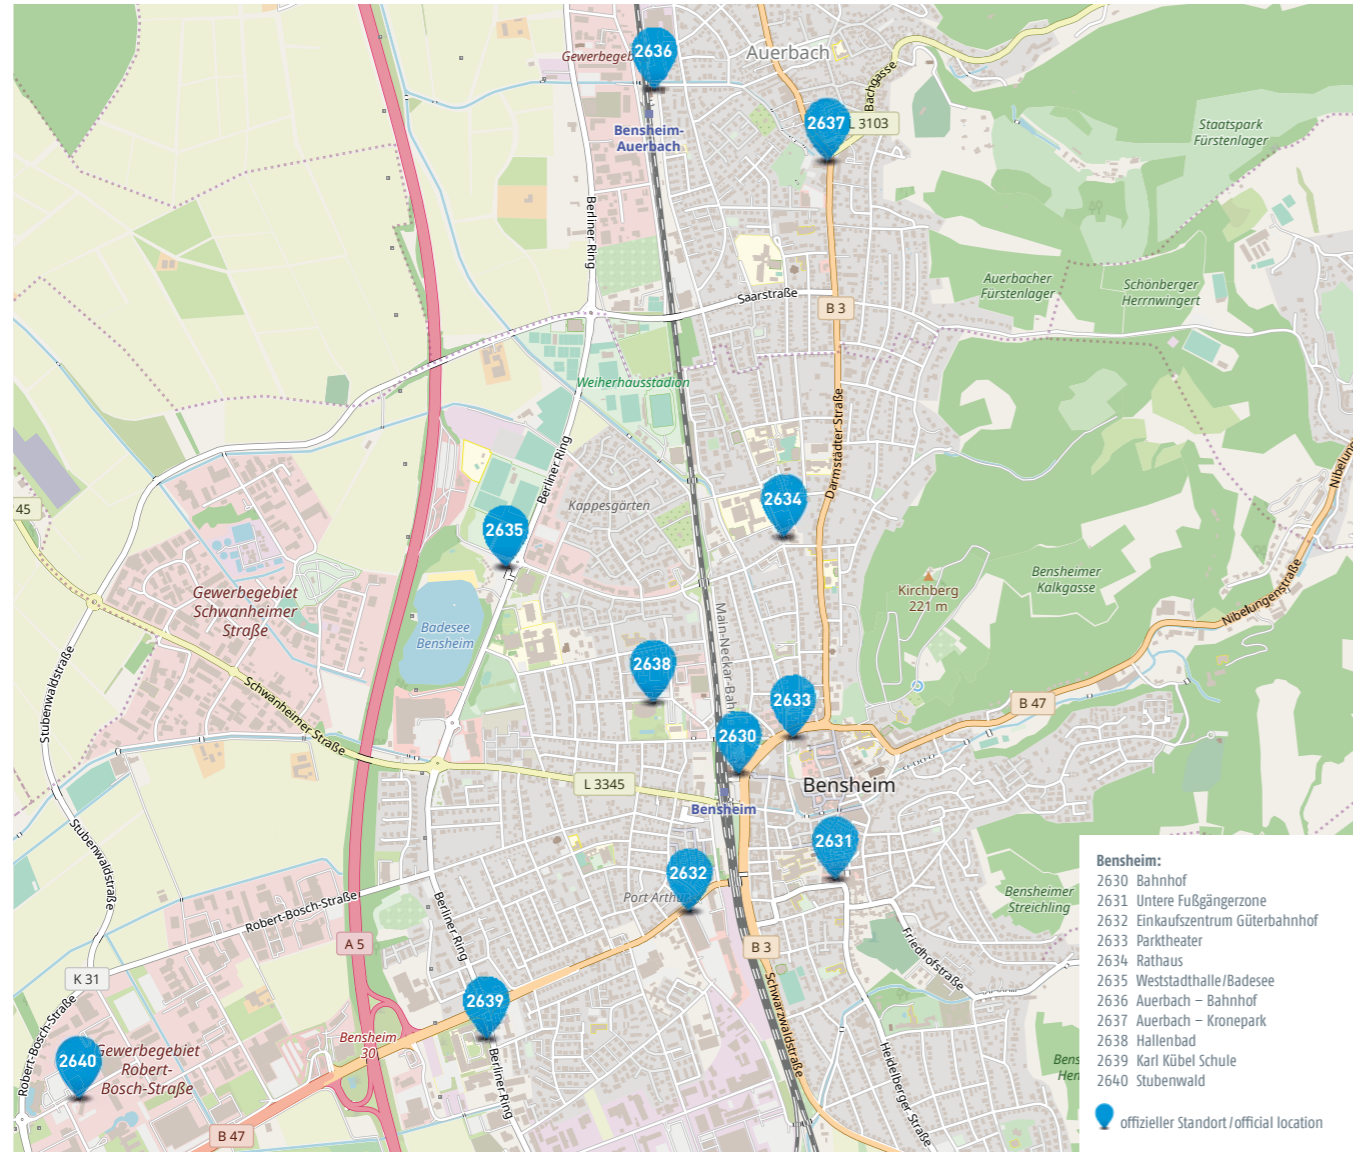 2636
Gewerbegeb
Auerbach
Bachgasse
2637
L 3103
Bensheim-
Auerbach
Staatspark
Fürstenlager
Berliner Ring
Auerbacher
Fürstenlager
Schönberger
Herrnwingert
Saarstraße
B 3
Weiherhausstadion
Darmstädter Straße
Berliner Ring
Nibelung
45
2634
Kappesgärten
2635
Kirchberg
221 m
Bensheimer
Kalkgasse
Gewerbegebiet
Schwanheimer
Straße
Nibelungenstraße
Badesee
Bensheim
Main-Neckar-Bah
2638
Stubenwaldstraße
Schwanheimer Straße
2633
B 47
2630
L 3345
Bensheim
Bensheim
2631
Stubenwaldstraße
2632
Port Arthur
Bensheimer
Streichling
Robert-Bosch-Straße
Berliner Ring
A 5
B 3
Friedhofstraße
K 31
Schwarzwaldstraße
2639
Robert-Bosch-Straße
Bensheim
30
2640
Gewerbegebiet
Robert-
Bosch-Straße
Berliner Ring
Heidelberger Straße
Bens
Hen
B 47
Bensheim:
2630 Bahnhof
2631 Untere Fußgängerzone
2632 Einkaufszentrum Güterbahnhof
2633 Parktheater
2634 Rathaus
2635 Weststadthalle/Badesee
2636 Auerbach – Bahnhof
2637 Auerbach – Kronepark
2638 Hallenbad
2639 Karl Kübel Schule
2640 Stubenwald
offizieller Standort/official location